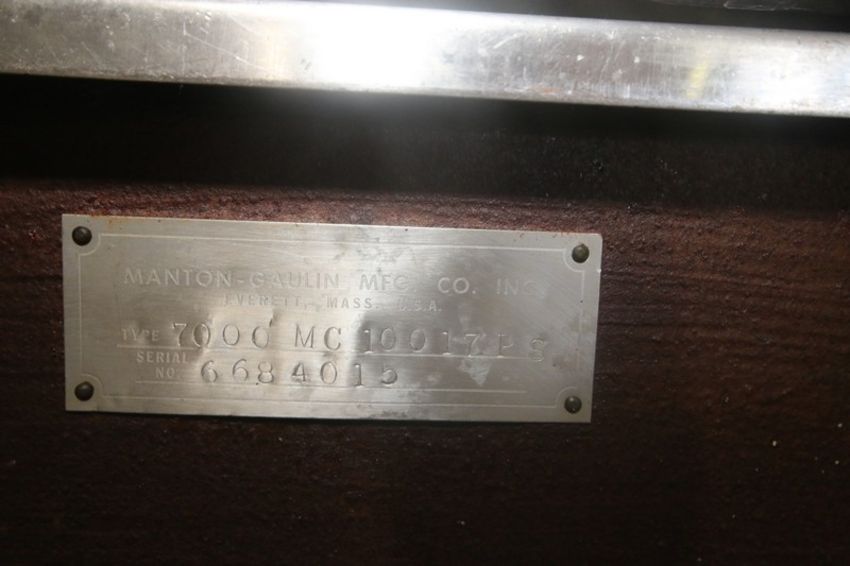 MANTON-GAULIN MFG. CO. INC.
EVERETT, MASS. U.S.A.
TYPE 7000 MC 10017PS
SERIAL NO. 6684015